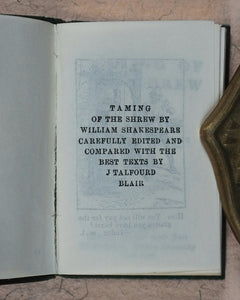 TAMING
OF THE SHREW BY
WILLIAM SHAKESPEARE
CAREFULLY EDITED AND
COMPARED WITH THE
BEST TEXTS BY
J TALFOURD
BLAIR